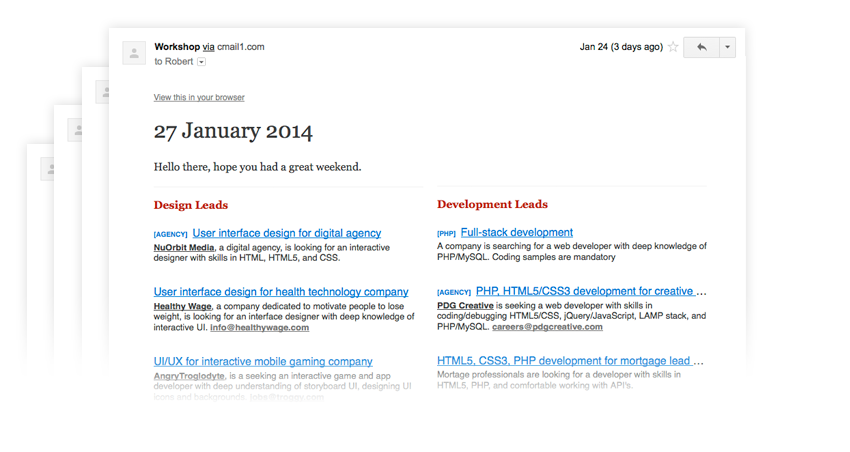 Workshop via cmail1.com
Jan 24 (3 days ago)
to Robert
View this in your browser
27 January 2014
Hello there, hope you had a great weekend.
Design Leads
[AGENCY] User interface design for digital agency
NuOrbit Media, a digital agency, is looking for an interactive
designer with skills in HTML, HTML5, and CSS.
User interface design for health technology company
Healthy Wage, a company dedicated to motivate people to lose
weight, is looking for an interface designer with deep knowledge of
interactive UI. info@healthywage.com
UI/UX for interactive mobile gaming company
AngryTroglodyte, is a seeking an interactive game and app
developer with deep understanding of storyboard UI, designing UI
icons and backgrounds. jobs@troggy.com
Development Leads
[PHP] Full-stack development
A company is searching for a web developer with deep knowledge of
PHP/MySQL. Coding samples are mandatory
[AGENCY] PHP, HTML5/CSS3 development for creative ...
PDG Creative is seeking a web developer with skills in
coding/debugging HTML5/CSS, jQuery/JavaScript, LAMP stack, and
PHP/MySQL. careers@pdgcreative.com
HTML5, CSS3, PHP development for mortgage lead ...
Mortage professionals are looking for a developer with skills in
HTML5, PHP, and comfortable working with API's.